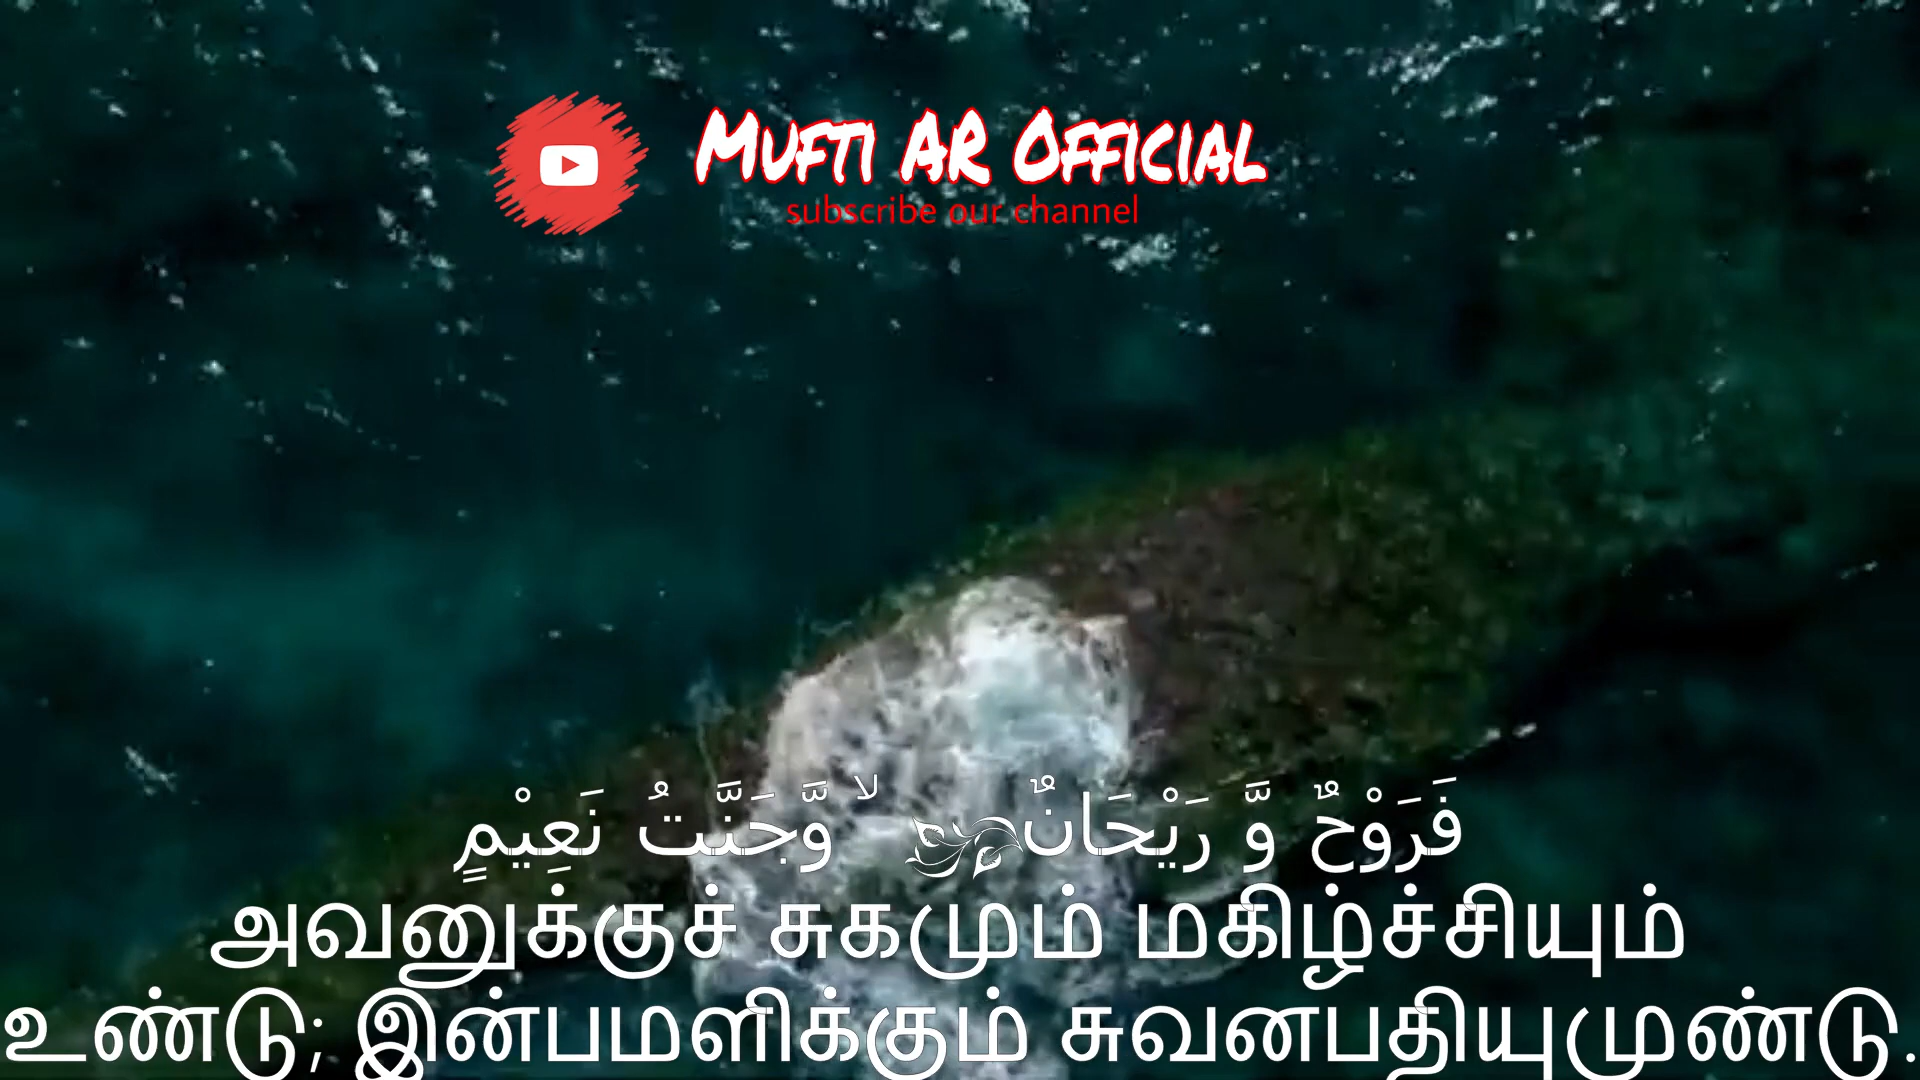 Mufti AR Official
subscribe our channel
فَرَوْحٌ وَّ رَيْحَانٌ ۙ وَّجَنَّتُ نَعِيْمٍ
அவனுக்குச் சுகமும் மகிழ்ச்சியும்
உண்டு; இன்பமளிக்கும் சுவனபதியுமுண்டு.